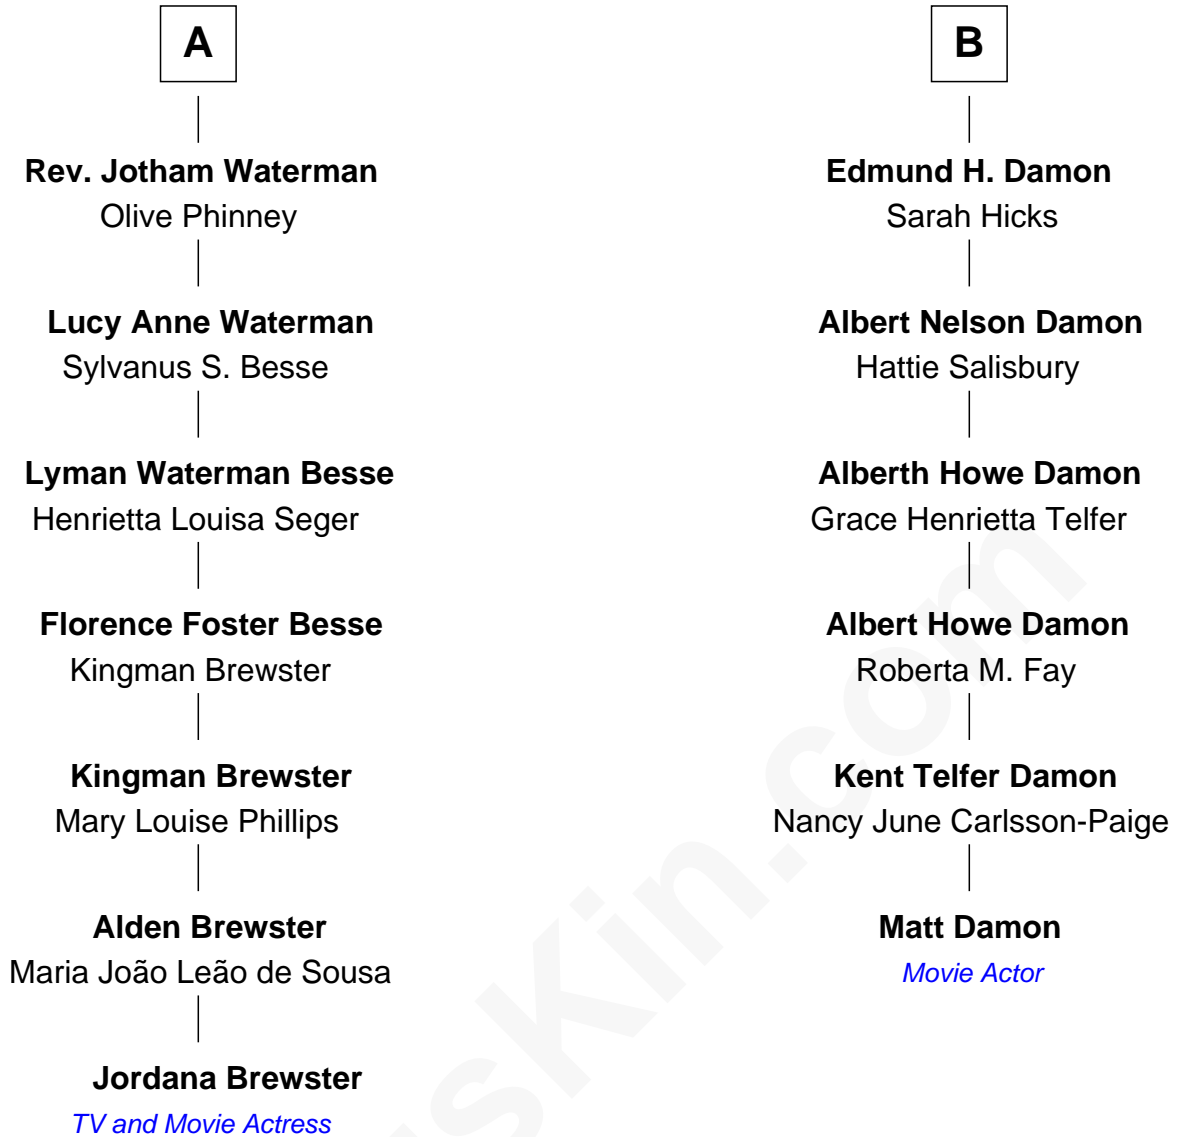 A
Rev. Jotham Waterman
Olive Phinney
Lucy Anne Waterman
Sylvanus S. Besse
Lyman Waterman Besse
Henrietta Louisa Seger
Florence Foster Besse
Kingman Brewster
Kingman Brewster
Mary Louise Phillips
Alden Brewster
Maria João Leão de Sousa
Jordana Brewster
TV and Movie Actress
B
Edmund H. Damon
Sarah Hicks
Albert Nelson Damon
Hattie Salisbury
Alberth Howe Damon
Grace Henrietta Telfer
Albert Howe Damon
Roberta M. Fay
Kent Telfer Damon
Nancy June Carlsson-Paige
Matt Damon
Movie Actor
sKin.com